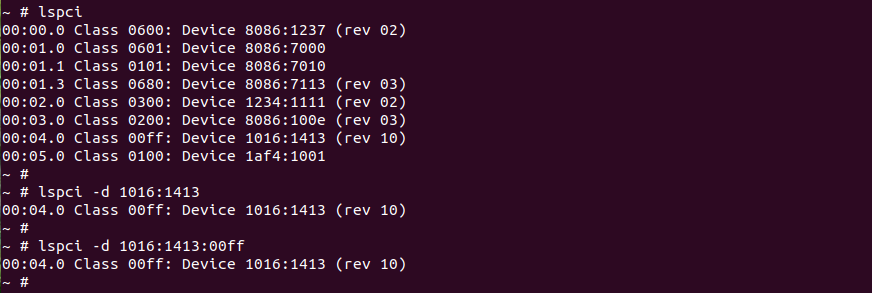 ~ # lspci
00:00.0 Class 0600: Device 8086:1237 (rev 02)
00:01.0 Class 0601: Device 8086:7000
00:01.1 Class 0101: Device 8086:7010
00:01.3 Class 0680: Device 8086:7113 (rev 03)
00:02.0 Class 0300: Device 1234:1111 (rev 02)
00:03.0 Class 0200: Device 8086:100e (rev 03)
00:04.0 Class 00ff: Device 1016:1413 (rev 10)
00:05.0 Class 0100: Device 1af4:1001
~ #
~ # lspci -d 1016:1413
00:04.0 Class 00ff: Device 1016:1413 (rev 10)
~ #
~ # lspci -d 1016:1413:00ff
00:04.0 Class 00ff: Device 1016:1413 (rev 10)
~ #